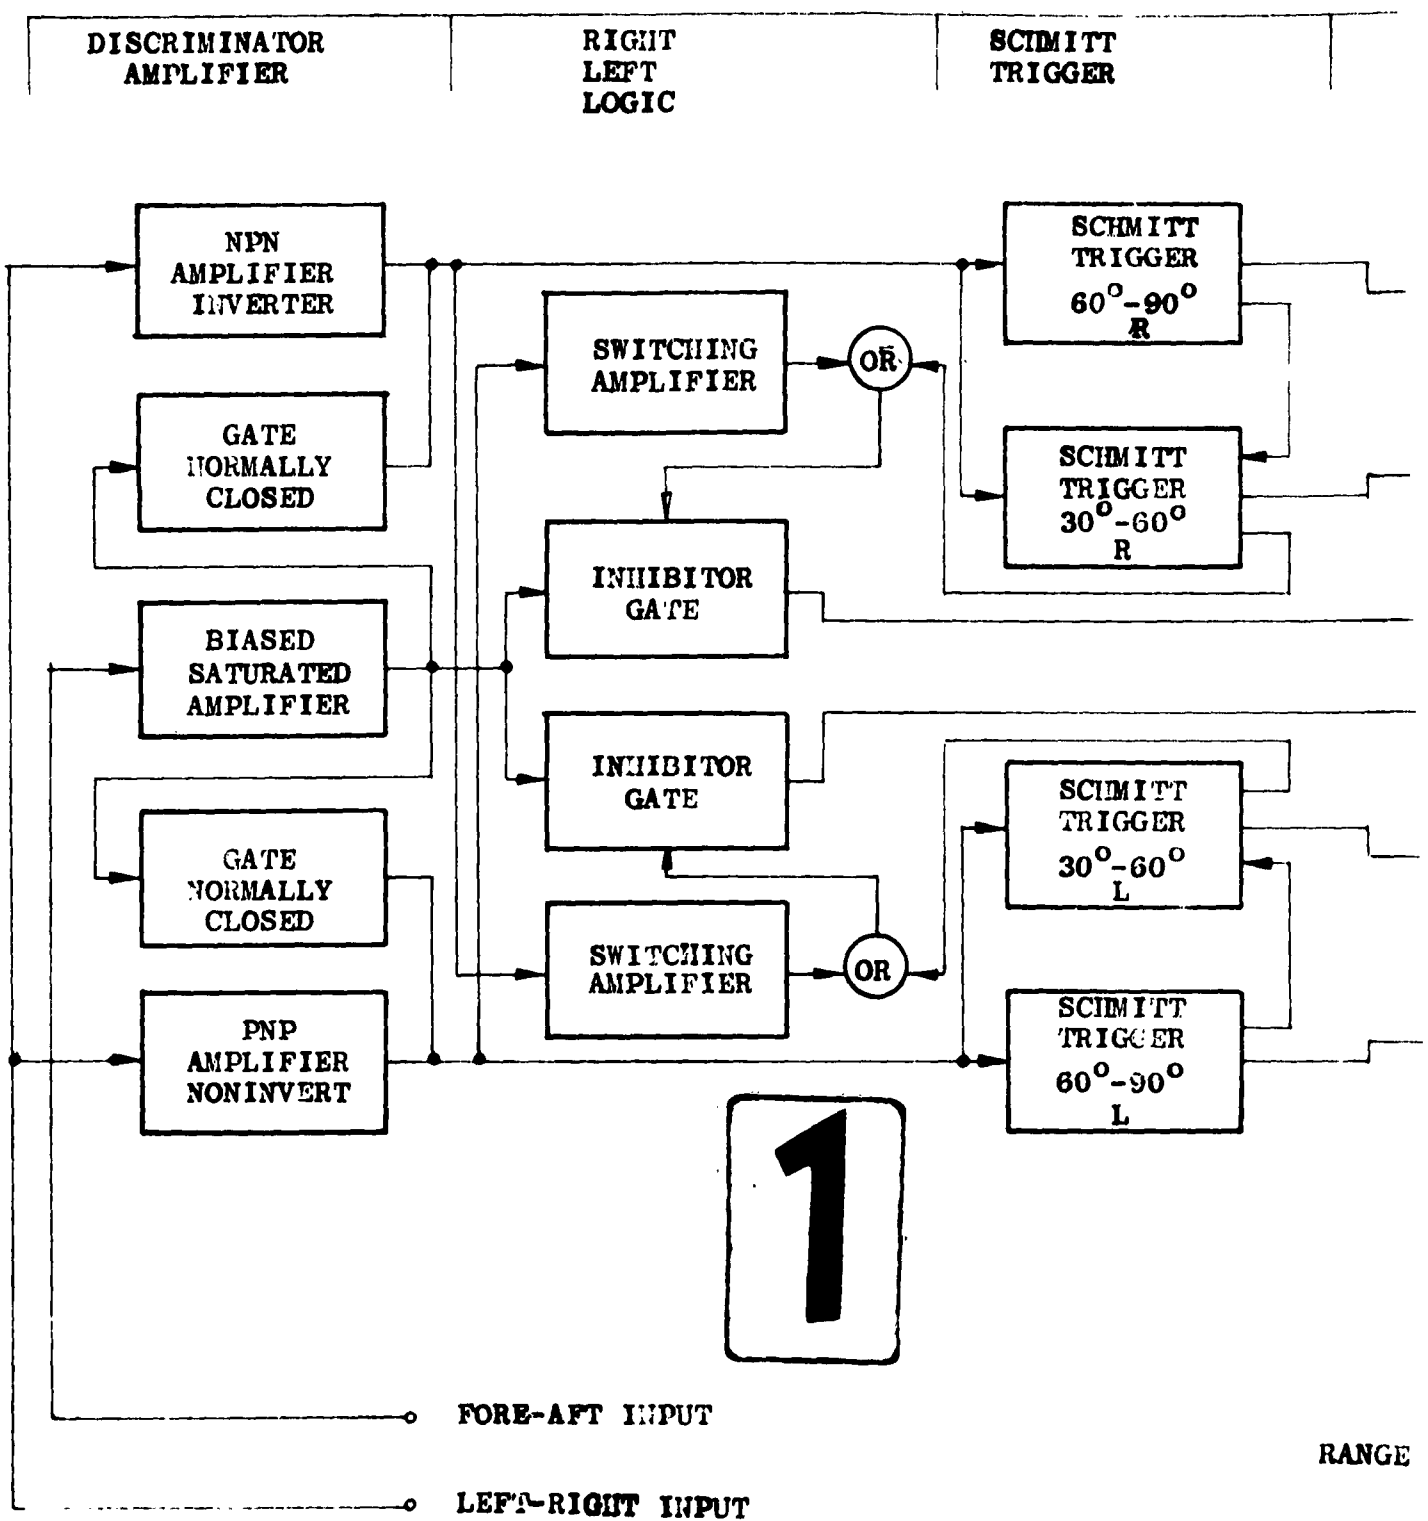 DISCRIMINATOR
AMPLIFIER
RIGHT
LEFT
LOGIC
SCHMITT
TRIGGER
NPN
AMPLIFIER
INVERTER
GATE
NORMALLY
CLOSED
BIASED
SATURATED
AMPLIFIER
GATE
NORMALLY
CLOSED
PNP
AMPLIFIER
NONINVERT
SWITCHING
AMPLIFIER
OR
INHIBITOR
GATE
INHIBITOR
GATE
SWITCHING
AMPLIFIER
OR
SCHMITT
TRIGGER
60°-90°
R
SCHMITT
TRIGGER
30°-60°
R
SCHMITT
TRIGGER
30°-60°
L
SCHMITT
TRIGGER
60°-90°
L
1
FORE-AFT INPUT
RANGE
LEFT-RIGHT INPUT